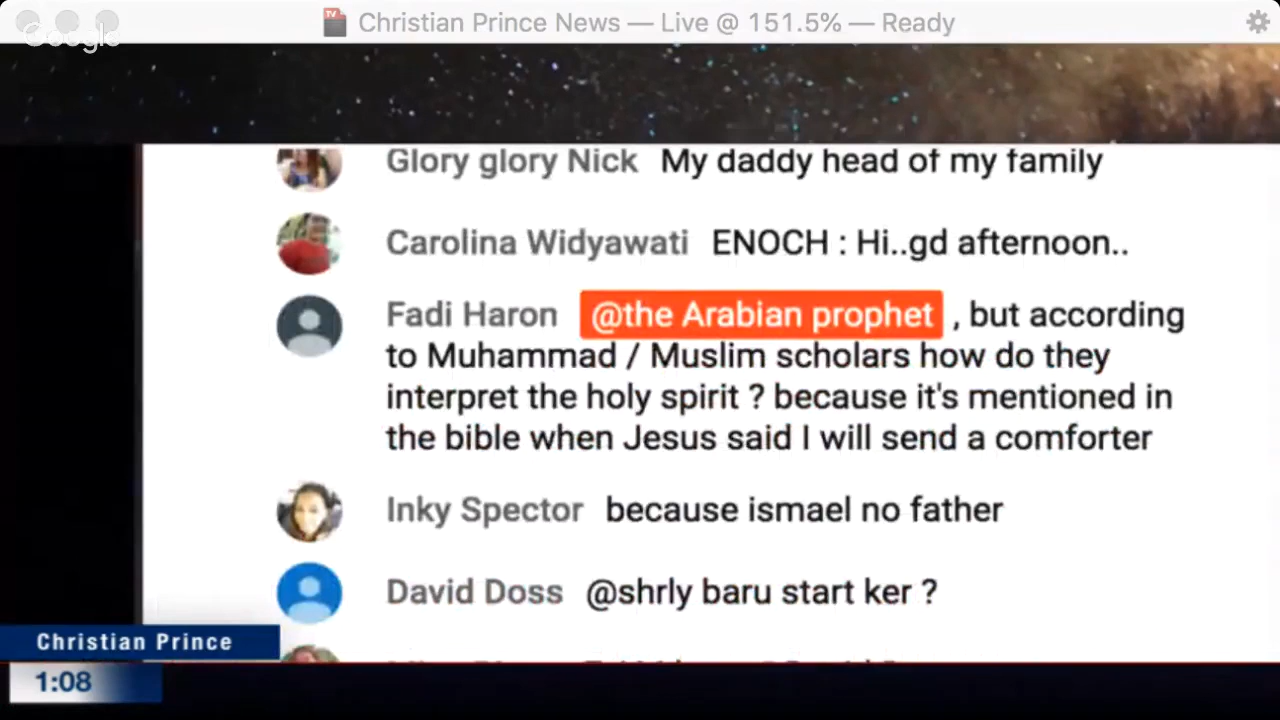 Christian Prince News — Live @ 151.5% — Ready
Google
Glory glory Nick My daddy head of my family
Carolina Widyawati ENOCH : Hi..gd afternoon..
Fadi Haron @the Arabian prophet , but according
to Muhammad / Muslim scholars how do they
interpret the holy spirit ? because it's mentioned in
the bible when Jesus said I will send a comforter
Inky Spector because ismael no father
David Doss @shrly baru start ker ?
Christian Prince
1:08